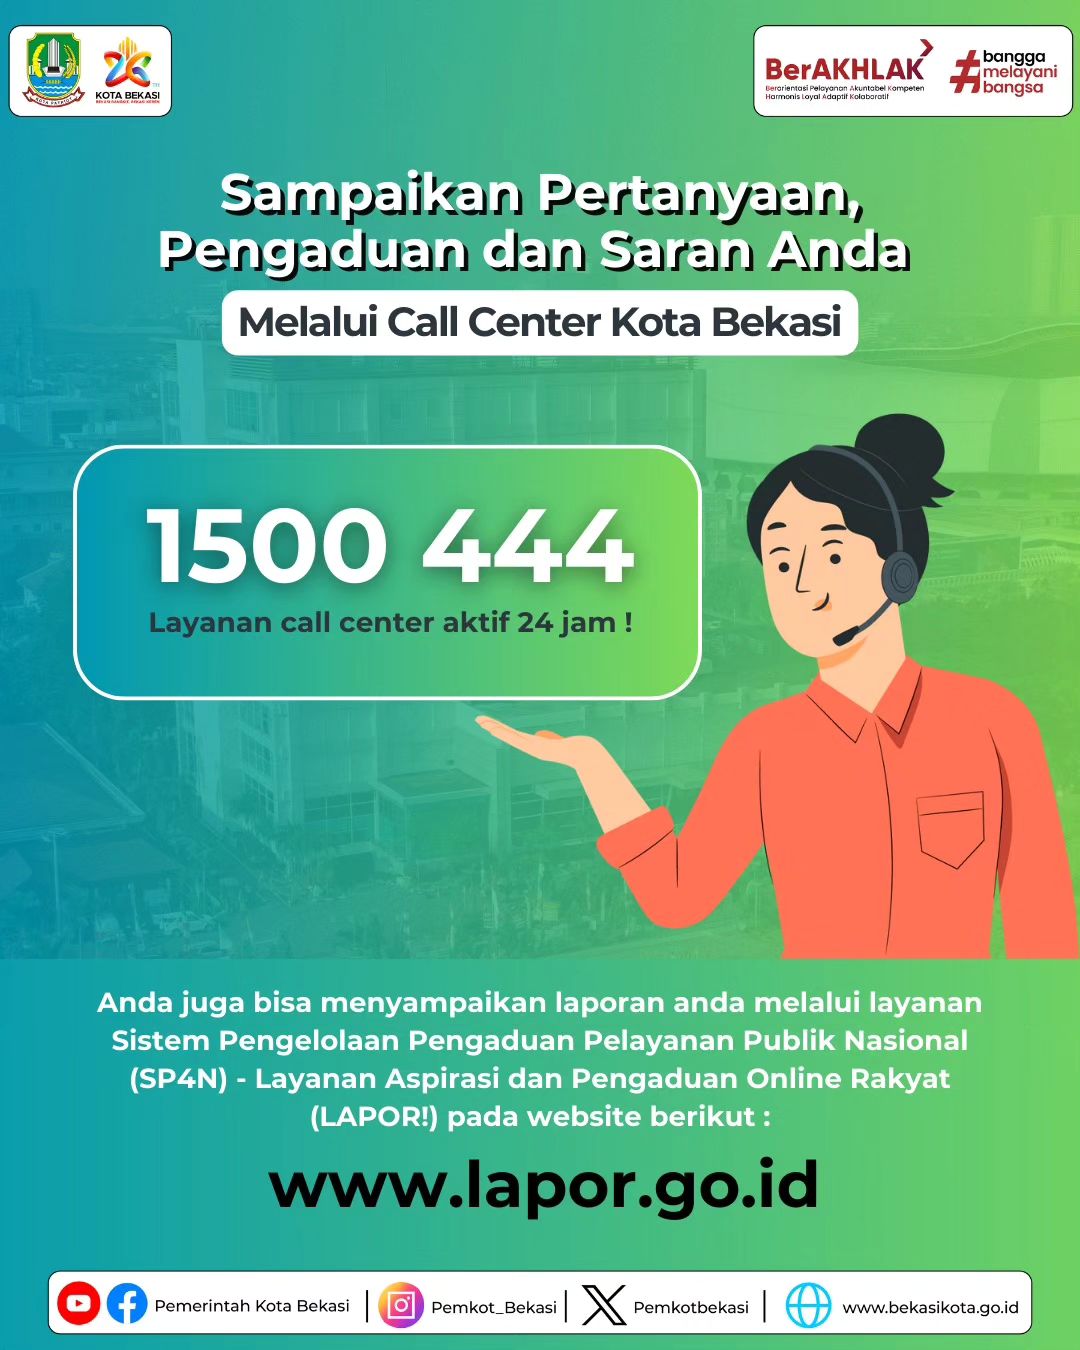 KOTA PATRIOT
KOTA BEKASI
BerAKHLAK
Berorientasi Pelayanan Akuntabel Kompeten
Harmonis Loyal Adaptif Kolaboratif
#bangga
melayani
bangsa
Sampaikan Pertanyaan,
Pengaduan dan Saran Anda
Melalui Call Center Kota Bekasi
1500 444
Layanan call center aktif 24 jam !
Anda juga bisa menyampaikan laporan anda melalui layanan
Sistem Pengelolaan Pengaduan Pelayanan Publik Nasional
(SP4N) - Layanan Aspirasi dan Pengaduan Online Rakyat
(LAPOR!) pada website berikut :
www.lapor.go.id
Pemerintah Kota Bekasi | Pemkot_Bekasi | Pemkotbekasi | www.bekasikota.go.id